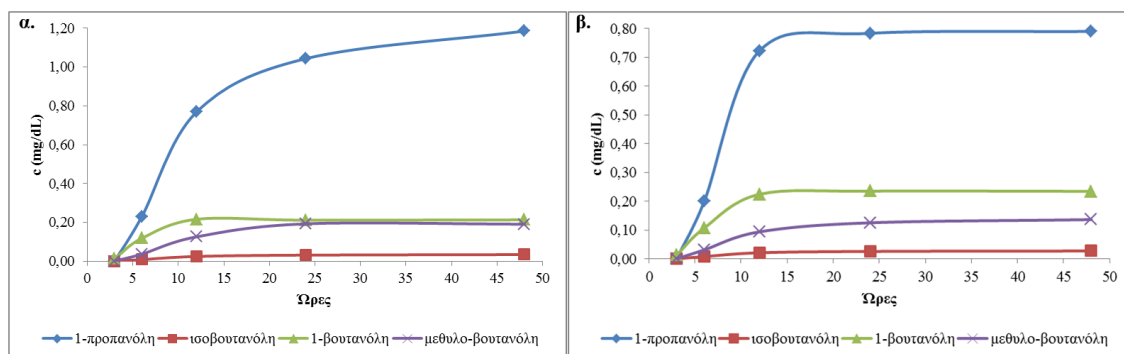 α.
1,20
1,00
0,80
0,60
0,40
0,20
0,00
c (mg/dL)
0 5 10 15 20 25 30 35 40 45 50
Ώρες
1-προπανόλη ισοβουτανόλη 1-βουτανόλη μεθυλο-βουτανόλη
β.
0,80
0,70
0,60
0,50
0,40
0,30
0,20
0,10
0,00
c (mg/dL)
0 5 10 15 20 25 30 35 40 45 50
Ώρες
1-προπανόλη ισοβουτανόλη 1-βουτανόλη μεθυλο-βουτανόλη